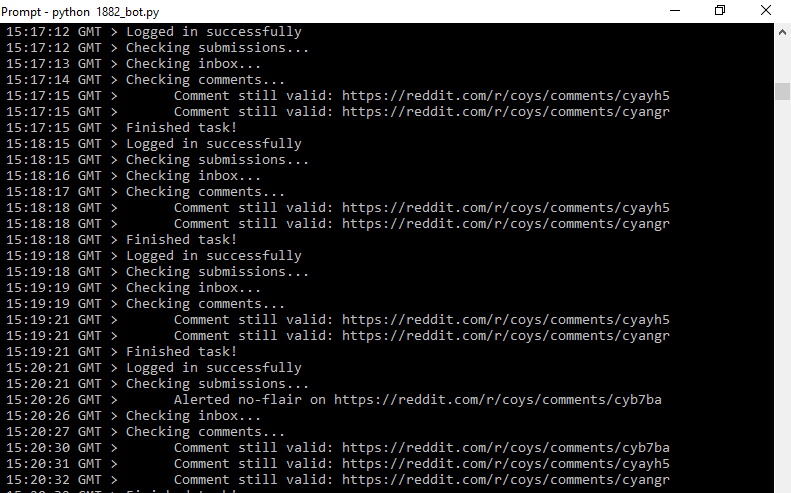 Prompt - python  1882_bot.py
15:17:12 GMT > Logged in successfully
15:17:12 GMT > Checking submissions...
15:17:13 GMT > Checking inbox...
15:17:14 GMT > Checking comments...
15:17:15 GMT >       Comment still valid: https://reddit.com/r/coys/comments/cyayh5
15:17:15 GMT >       Comment still valid: https://reddit.com/r/coys/comments/cyangr
15:17:15 GMT > Finished task!
15:18:15 GMT > Logged in successfully
15:18:15 GMT > Checking submissions...
15:18:16 GMT > Checking inbox...
15:18:17 GMT > Checking comments...
15:18:18 GMT >       Comment still valid: https://reddit.com/r/coys/comments/cyayh5
15:18:18 GMT >       Comment still valid: https://reddit.com/r/coys/comments/cyangr
15:18:18 GMT > Finished task!
15:19:18 GMT > Logged in successfully
15:19:18 GMT > Checking submissions...
15:19:19 GMT > Checking inbox...
15:19:19 GMT > Checking comments...
15:19:21 GMT >       Comment still valid: https://reddit.com/r/coys/comments/cyayh5
15:19:21 GMT >       Comment still valid: https://reddit.com/r/coys/comments/cyangr
15:19:21 GMT > Finished task!
15:20:21 GMT > Logged in successfully
15:20:21 GMT > Checking submissions...
15:20:26 GMT >       Alerted no-flair on https://reddit.com/r/coys/comments/cyb7ba
15:20:26 GMT > Checking inbox...
15:20:27 GMT > Checking comments...
15:20:30 GMT >       Comment still valid: https://reddit.com/r/coys/comments/cyb7ba
15:20:31 GMT >       Comment still valid: https://reddit.com/r/coys/comments/cyayh5
15:20:32 GMT >       Comment still valid: https://reddit.com/r/coys/comments/cyangr